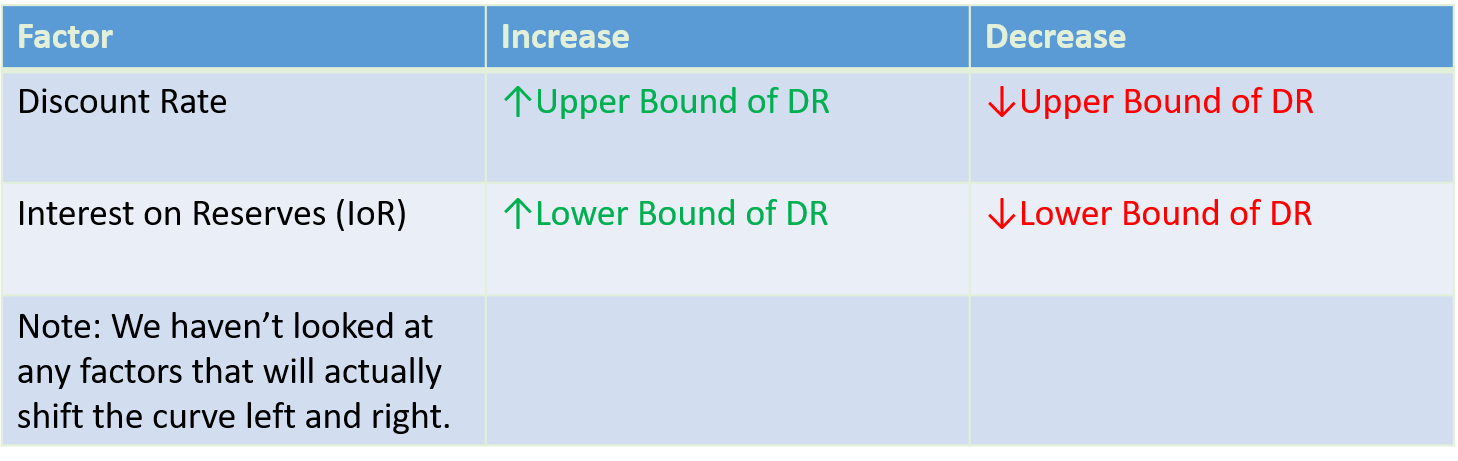 Factor Increase Decrease
Discount Rate ↑Upper Bound of DR ↓Upper Bound of DR
Interest on Reserves (IoR) ↑Lower Bound of DR ↓Lower Bound of DR
Note: We haven’t looked at
any factors that will actually
shift the curve left and right.